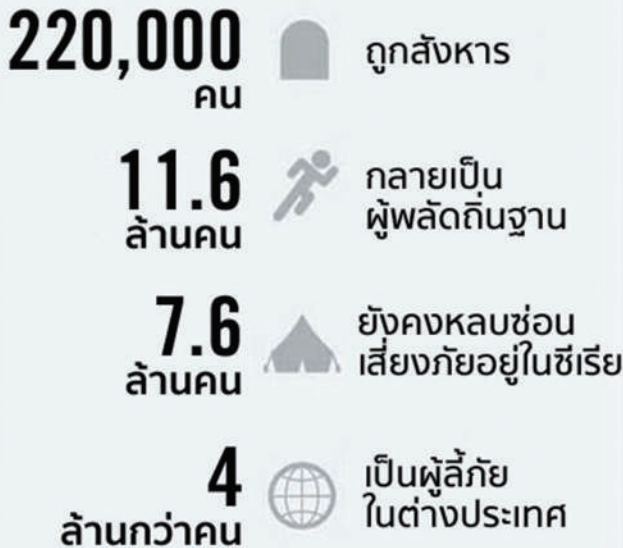 220,000
คน
ถูกสังหาร
11.6
ล้านคน
กลายเป็น
ผู้พลัดถิ่นฐาน
7.6
ล้านคน
ยังคงหลบซ่อน
เสี่ยงภัยอยู่ในซีเรีย
4
ล้านกว่าคน
เป็นผู้ลี้ภัย
ในต่างประเทศ